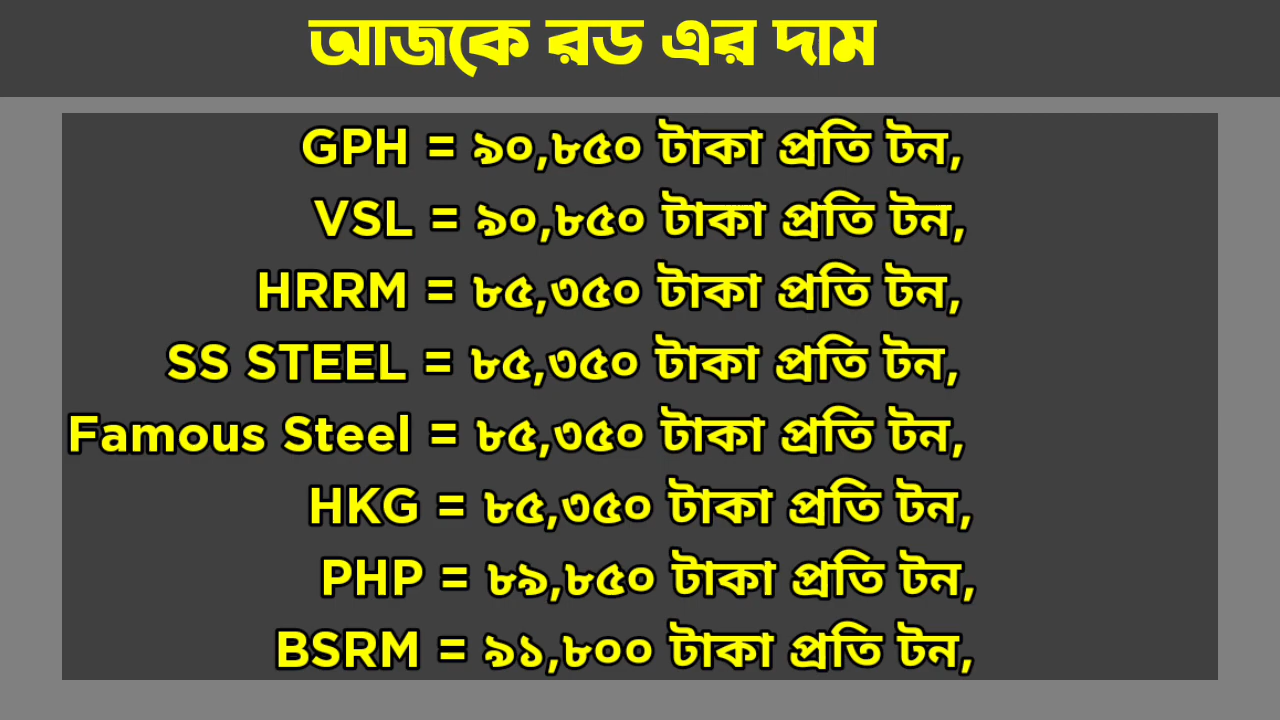 আজকে রড এর দাম
GPH = ৯০,৮৫০ টাকা প্রতি টন,
VSL = ৯০,৮৫০ টাকা প্রতি টন,
HRRM = ৮৫,৩৫০ টাকা প্রতি টন,
SS STEEL = ৮৫,৩৫০ টাকা প্রতি টন,
Famous Steel = ৮৫,৩৫০ টাকা প্রতি টন,
HKG = ৮৫,৩৫০ টাকা প্রতি টন,
PHP = ৮৯,৮৫০ টাকা প্রতি টন,
BSRM = ৯১,৮০০ টাকা প্রতি টন,